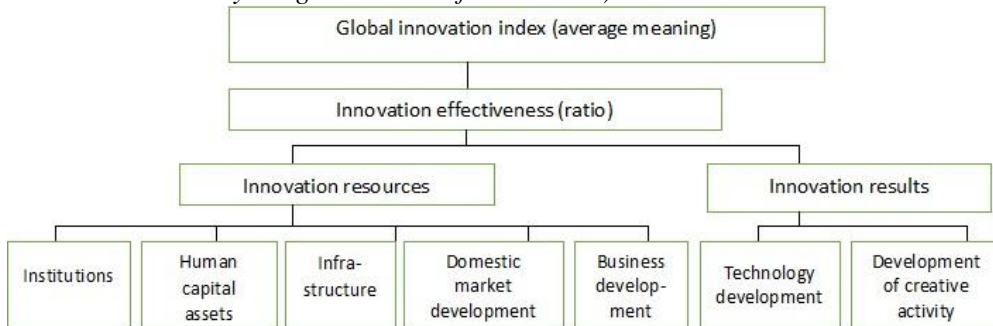 Global innovation index (average meaning)
Innovation effectiveness (ratio)
Innovation resources
Innovation results
Institutions
Human
capital
assets
Infra-
structure
Domestic
market
development
Business
develop-
ment
Technology
development
Development
of creative
activity